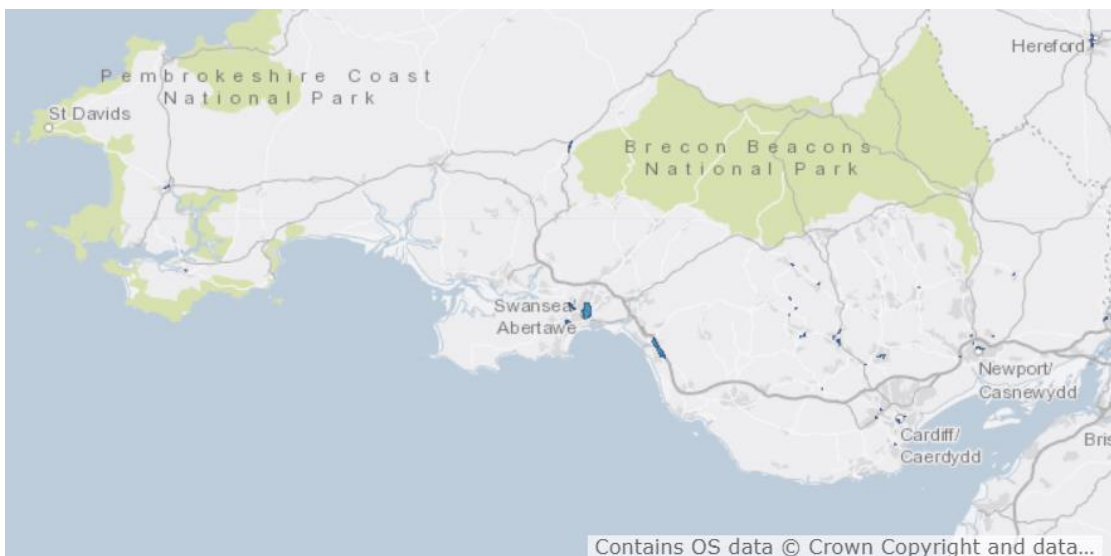 Hereford
Pembrokeshire Coast
National Park
St Davids
Brecon Beacons
National Park
Swansea/
Abertawe
Newport/
Casnewydd
Cardiff/
Caerdydd
Bris
Contains OS data © Crown Copyright and data...